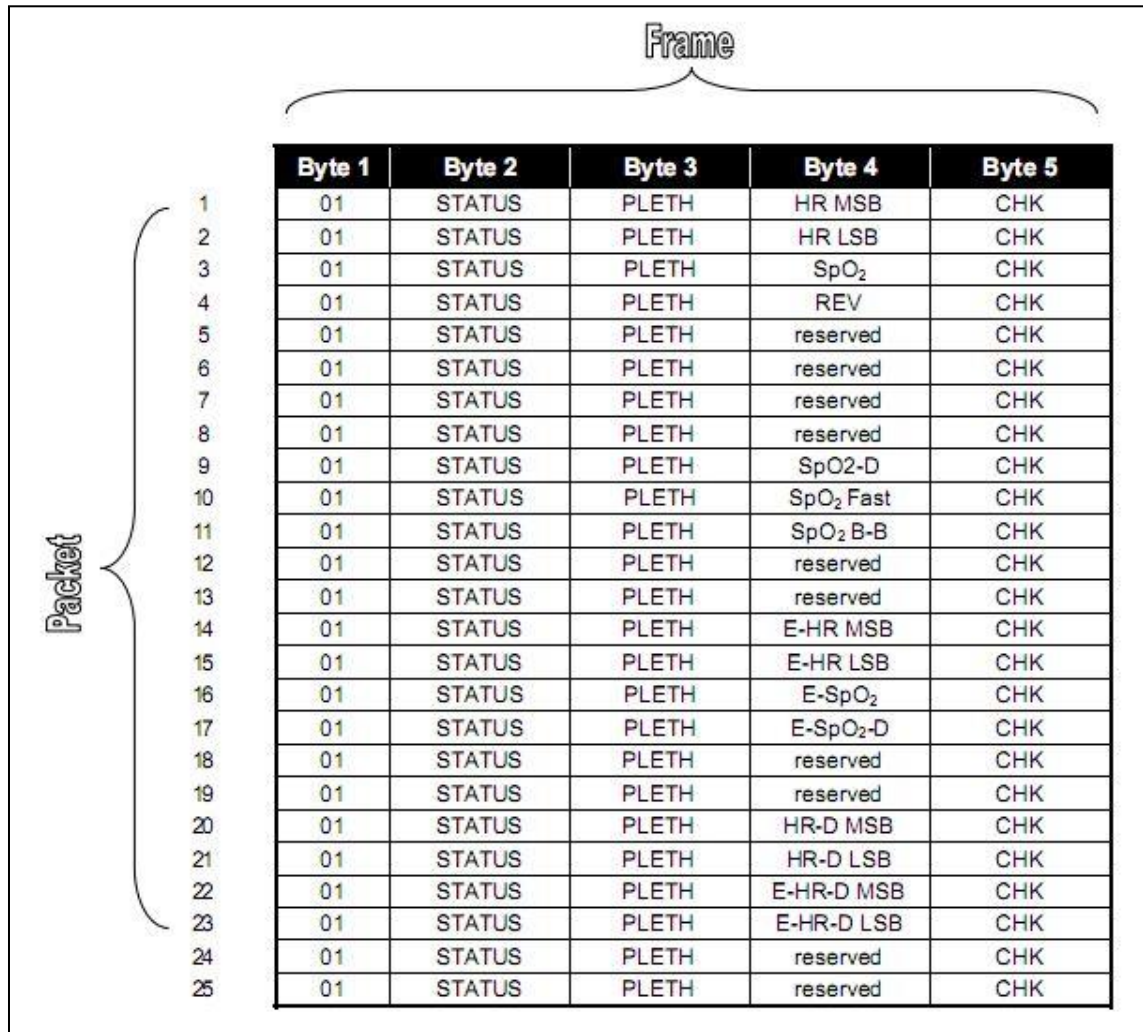 Frame
Byte 1 Byte 2 Byte 3 Byte 4 Byte 5
1 01 STATUS PLETH HR MSB CHK
2 01 STATUS PLETH HR LSB CHK
3 01 STATUS PLETH SpO₂ CHK
4 01 STATUS PLETH REV CHK
5 01 STATUS PLETH reserved CHK
6 01 STATUS PLETH reserved CHK
7 01 STATUS PLETH reserved CHK
8 01 STATUS PLETH reserved CHK
9 01 STATUS PLETH SpO2-D CHK
10 01 STATUS PLETH SpO₂ Fast CHK
11 01 STATUS PLETH SpO₂ B-B CHK
12 01 STATUS PLETH reserved CHK
13 01 STATUS PLETH reserved CHK
14 01 STATUS PLETH E-HR MSB CHK
15 01 STATUS PLETH E-HR LSB CHK
16 01 STATUS PLETH E-SpO₂ CHK
17 01 STATUS PLETH E-SpO₂-D CHK
18 01 STATUS PLETH reserved CHK
19 01 STATUS PLETH reserved CHK
20 01 STATUS PLETH HR-D MSB CHK
21 01 STATUS PLETH HR-D LSB CHK
22 01 STATUS PLETH E-HR-D MSB CHK
23 01 STATUS PLETH E-HR-D LSB CHK
24 01 STATUS PLETH reserved CHK
25 01 STATUS PLETH reserved CHK
Packet